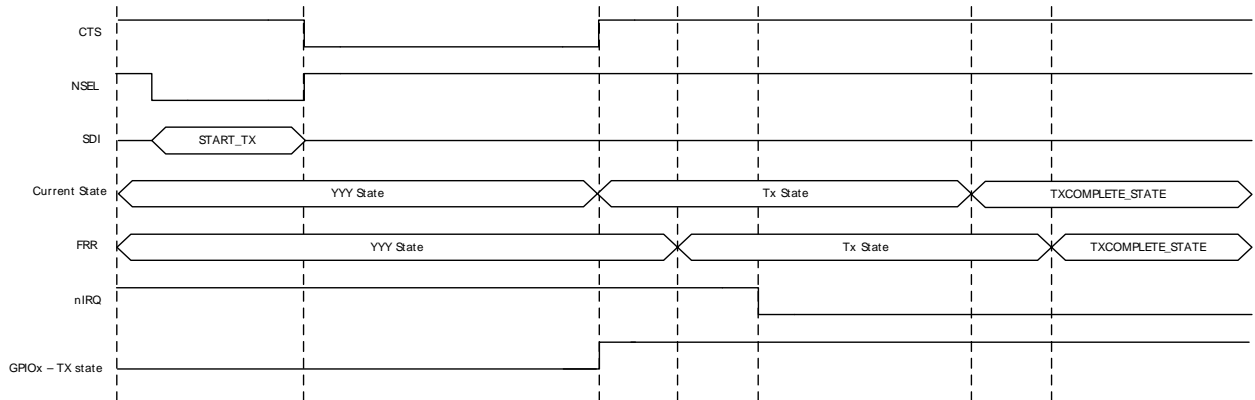 CTS
NSEL
SDI START_TX
Current State YYY State Tx State TXCOMPLETE_STATE
FRR YYY State Tx State TXCOMPLETE_STATE
nIRQ
GPIOx – TX state